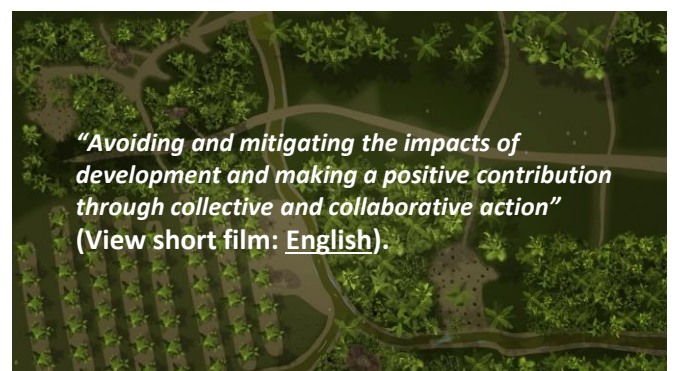 “Avoiding and mitigating the impacts of
development and making a positive contribution
through collective and collaborative action”
(View short film: English).